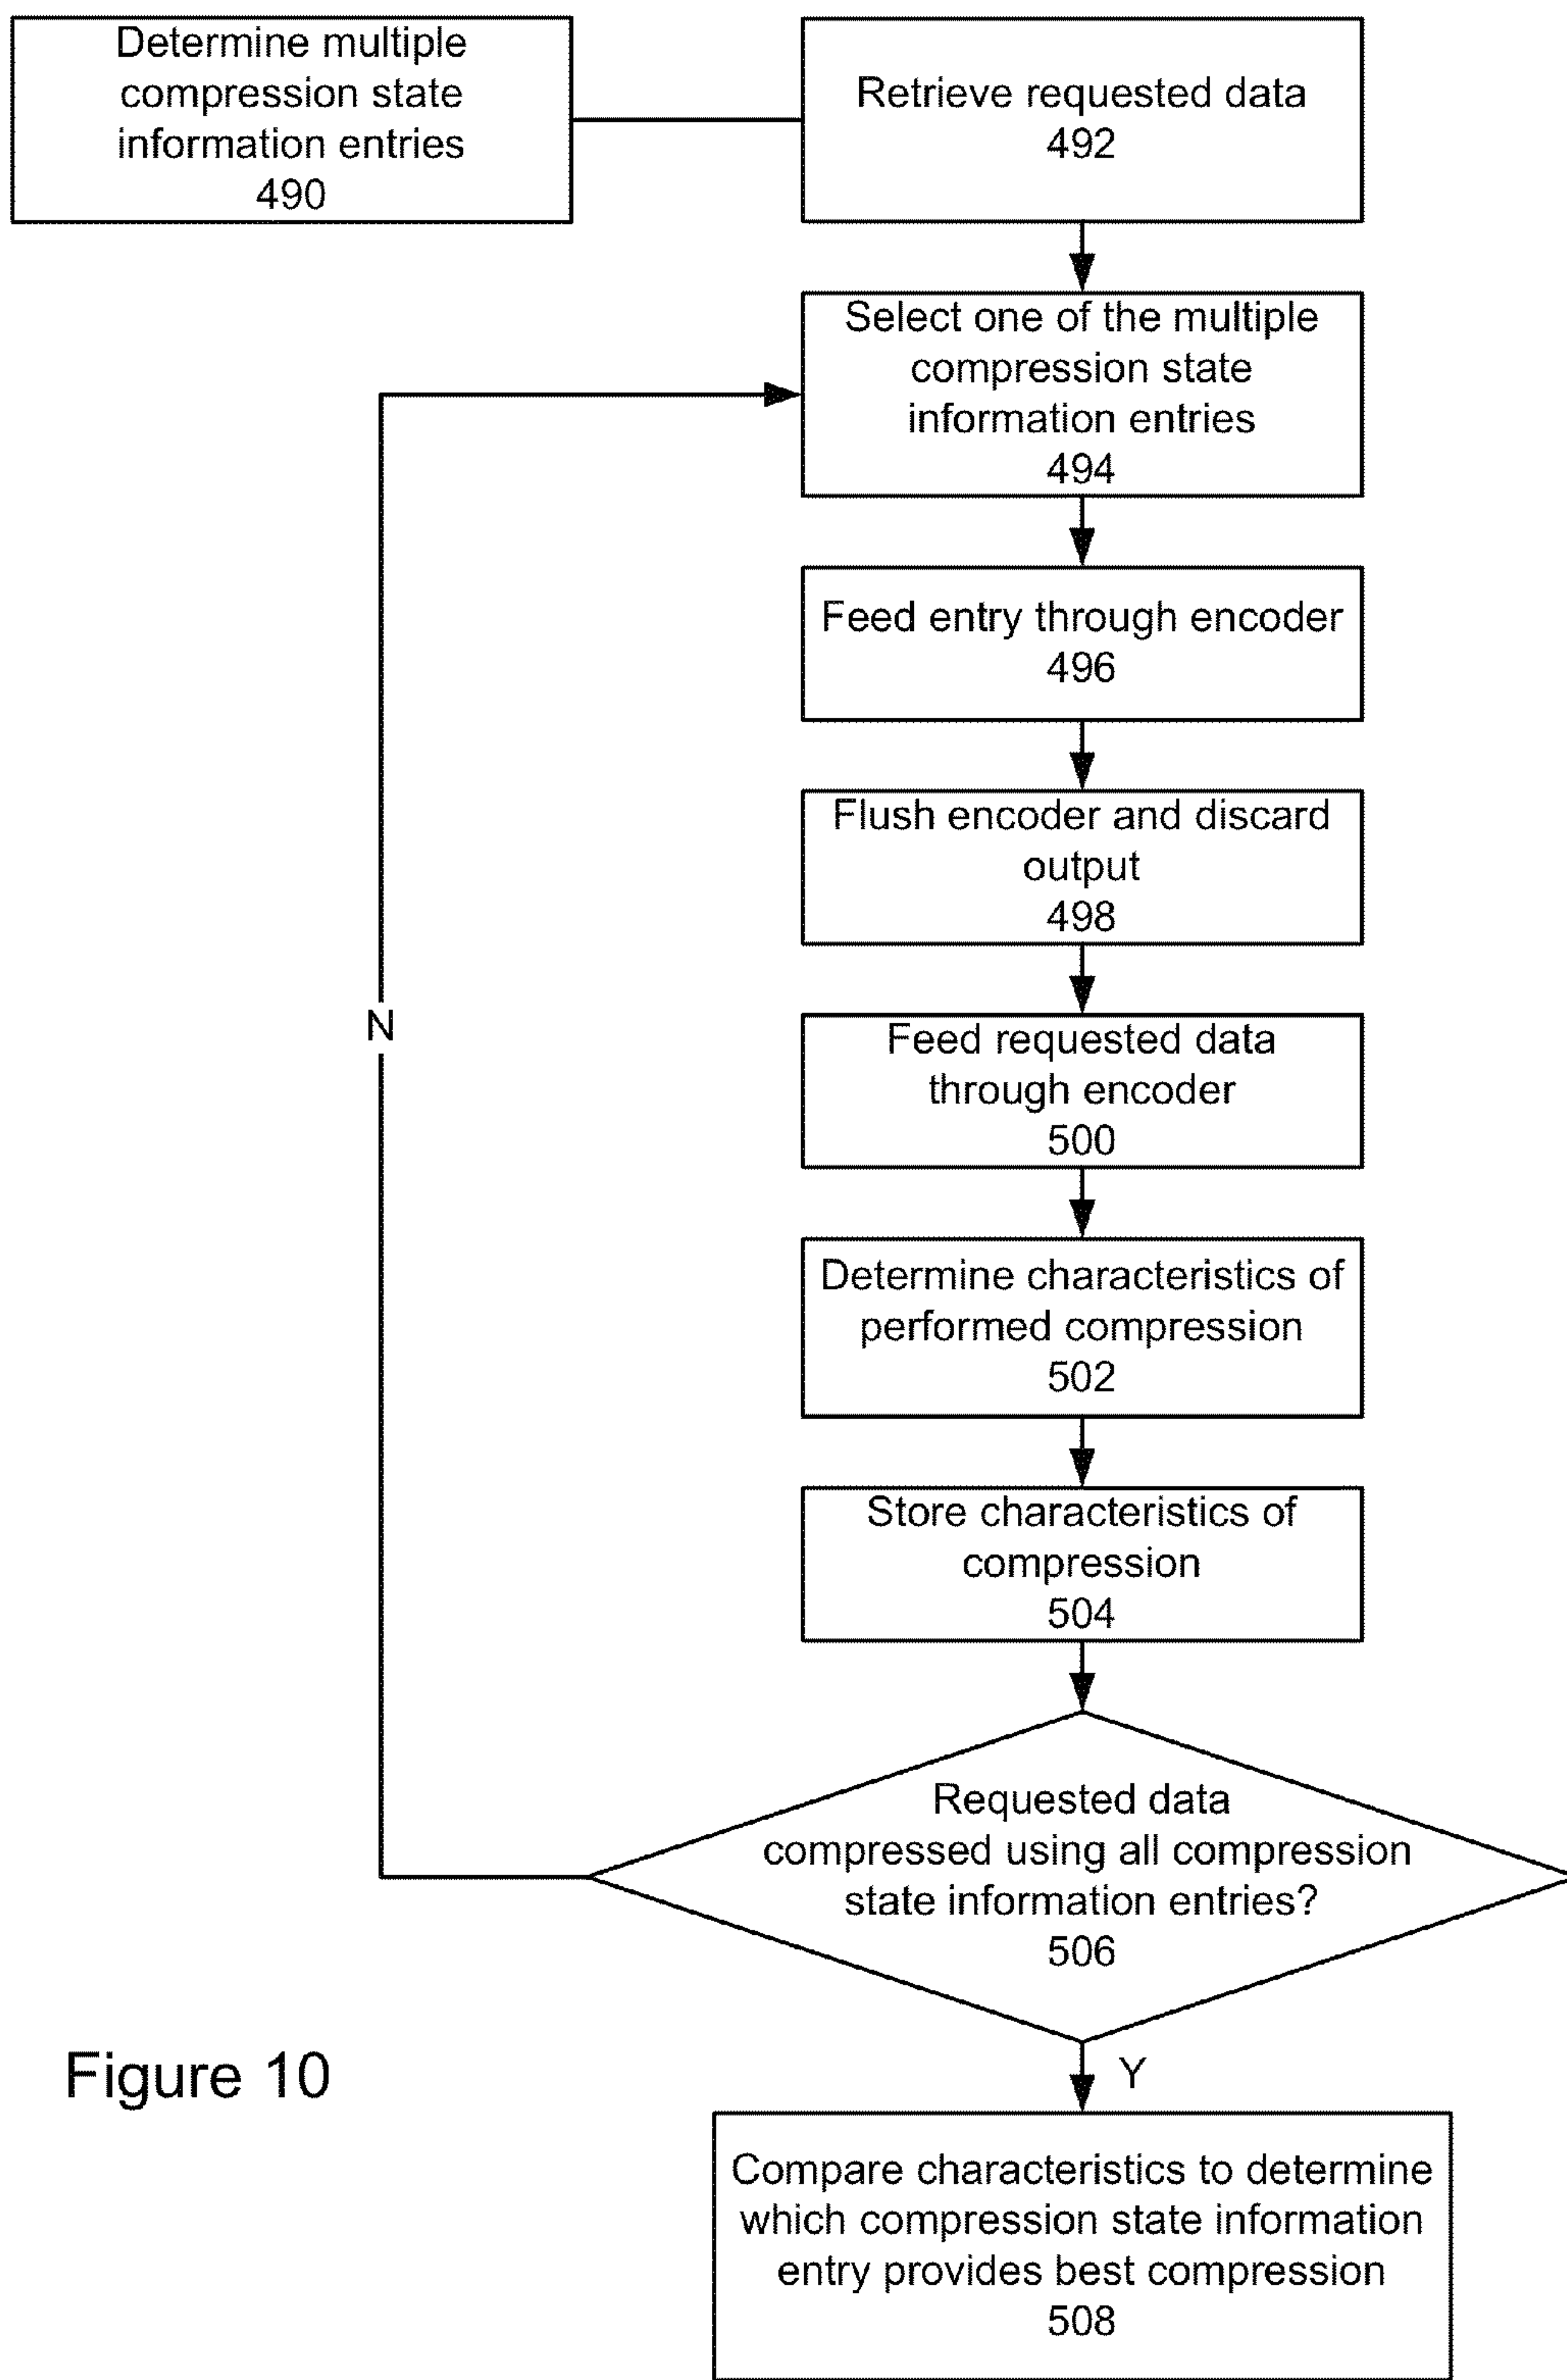 Determine multiple
compression state
information entries
490
Retrieve requested data
492
Select one of the multiple
compression state
information entries
494
Feed entry through encoder
496
Flush encoder and discard
output
498
Feed requested data
through encoder
500
Determine characteristics of
performed compression
502
Store characteristics of
compression
504
N
Requested data
compressed using all compression
state information entries?
506
Y
Compare characteristics to determine
which compression state information
entry provides best compression
508
Figure 10